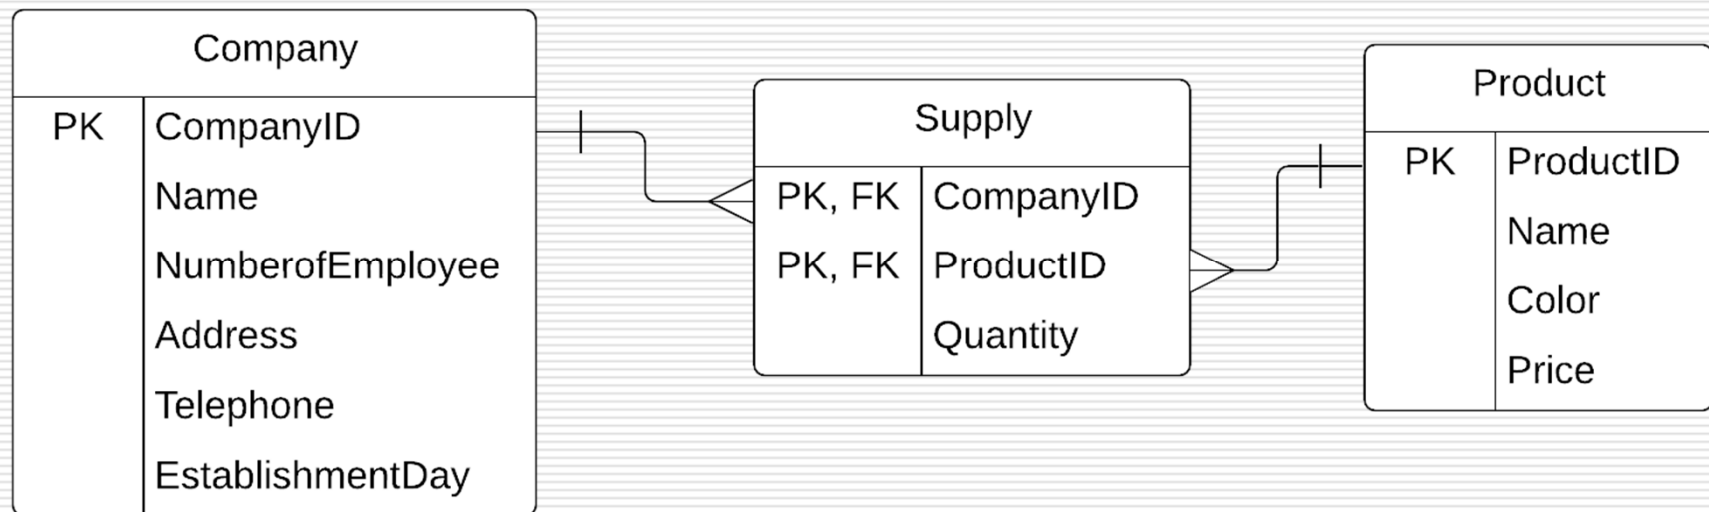 Company
PK CompanyID
Name
NumberofEmployee
Address
Telephone
EstablishmentDay
Supply
PK, FK CompanyID
PK, FK ProductID
Quantity
Product
PK ProductID
Name
Color
Price